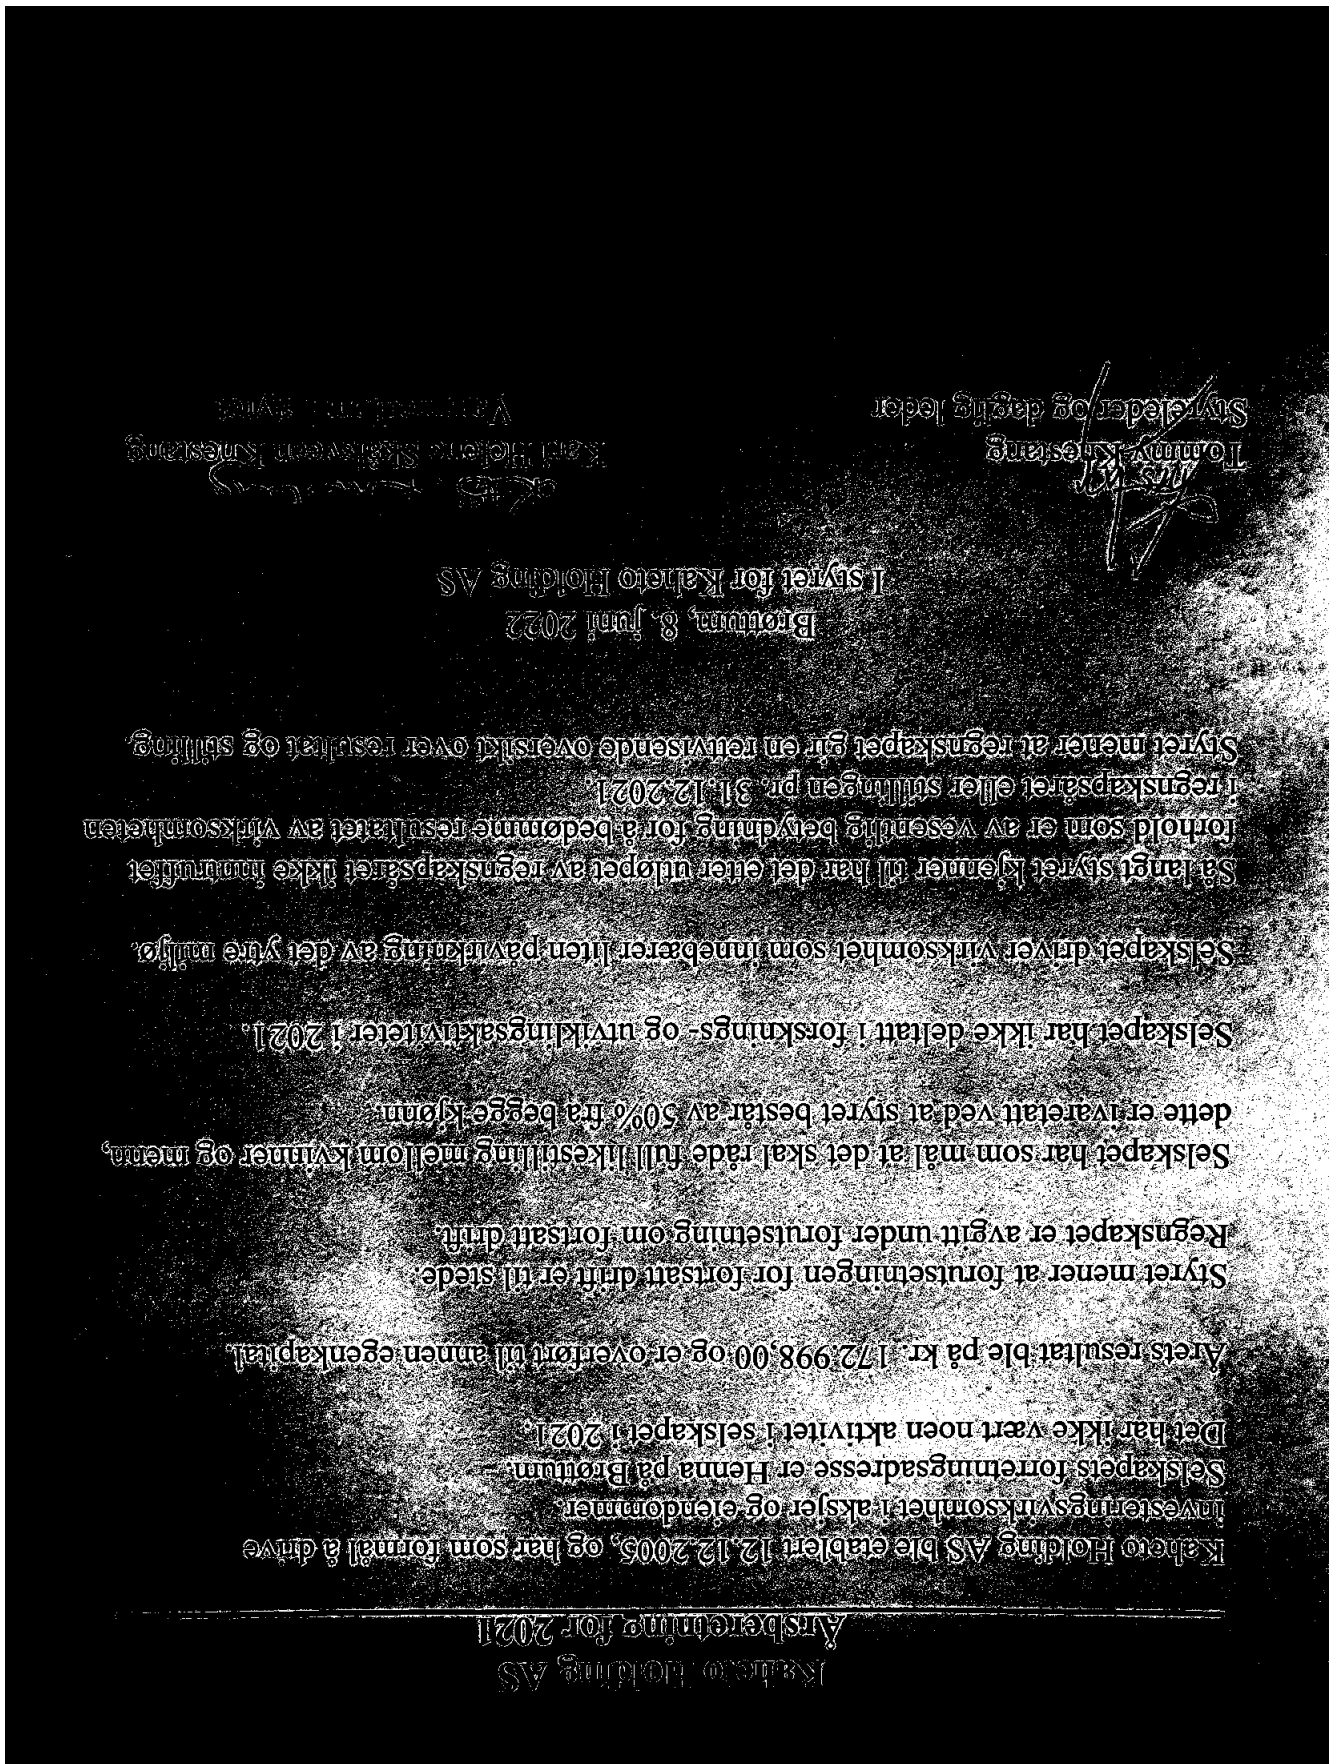 Kaheto Holding AS
Årsberetning for 2021
Kaheto Holding AS ble etablert 12.12.2005, og har som formål å drive
investeringsvirksomhet i aksjer og eiendommer.
Selskapets forretningsadresse er Henna på Brøttum.
Det har ikke vært noen aktivitet i selskapet i 2021.
Årets resultat ble på kr. 172.998,00 og er overført til annen egenkapital.
Styret mener at forutsetningen for fortsatt drift er til stede.
Regnskapet er avgitt under forutsetning om fortsatt drift.
Selskapet har som mål at det skal råde full likestilling mellom kvinner og menn,
dette er ivaretatt ved at styret består av 50% fra begge kjønn.
Selskapet har ikke deltatt i forsknings- og utviklingsaktiviteter i 2021.
Selskapet driver virksomhet som innebærer liten påvirkning av det ytre miljø.
Så langt styret kjenner til har det etter utløpet av regnskapsåret ikke inntruffet
forhold som er av vesentlig betydning for å bedømme resultatet av virksomheten
i regnskapsåret eller stillingen pr. 31.12.2021.
Styret mener at regnskapet gir en rettvisende oversikt over resultat og stilling.
Brøttum, 8. juni 2022
I styret for Kaheto Holding AS
Tommy Knestang
Styreleder og daglig leder
Kari Helene Skåksveen Knestang
Varamedlem styret